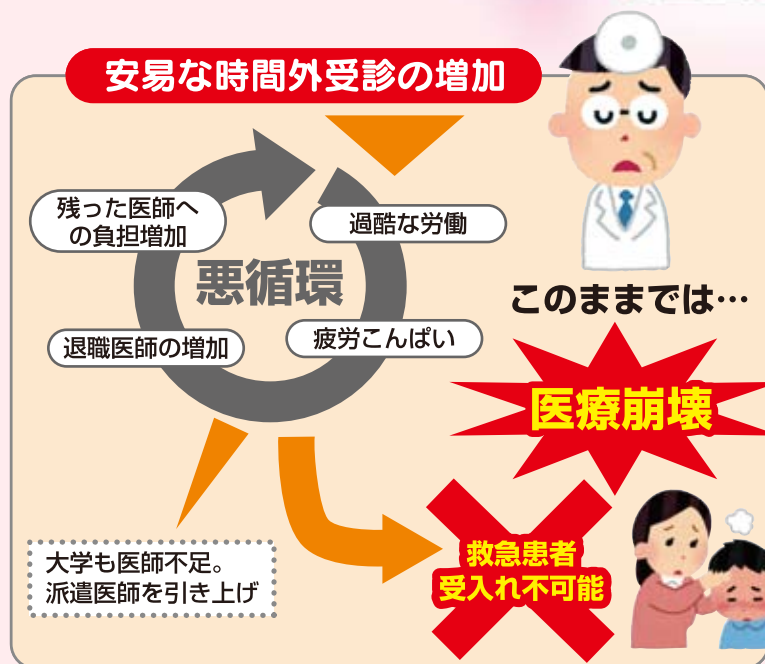 安易な時間外受診の増加
残った医師へ
の負担増加
過酷な労働
悪循環
退職医師の増加
疲労こんぱい
このままでは…
医療崩壊
大学も医師不足。
派遣医師を引き上げ
救急患者
受入れ不可能